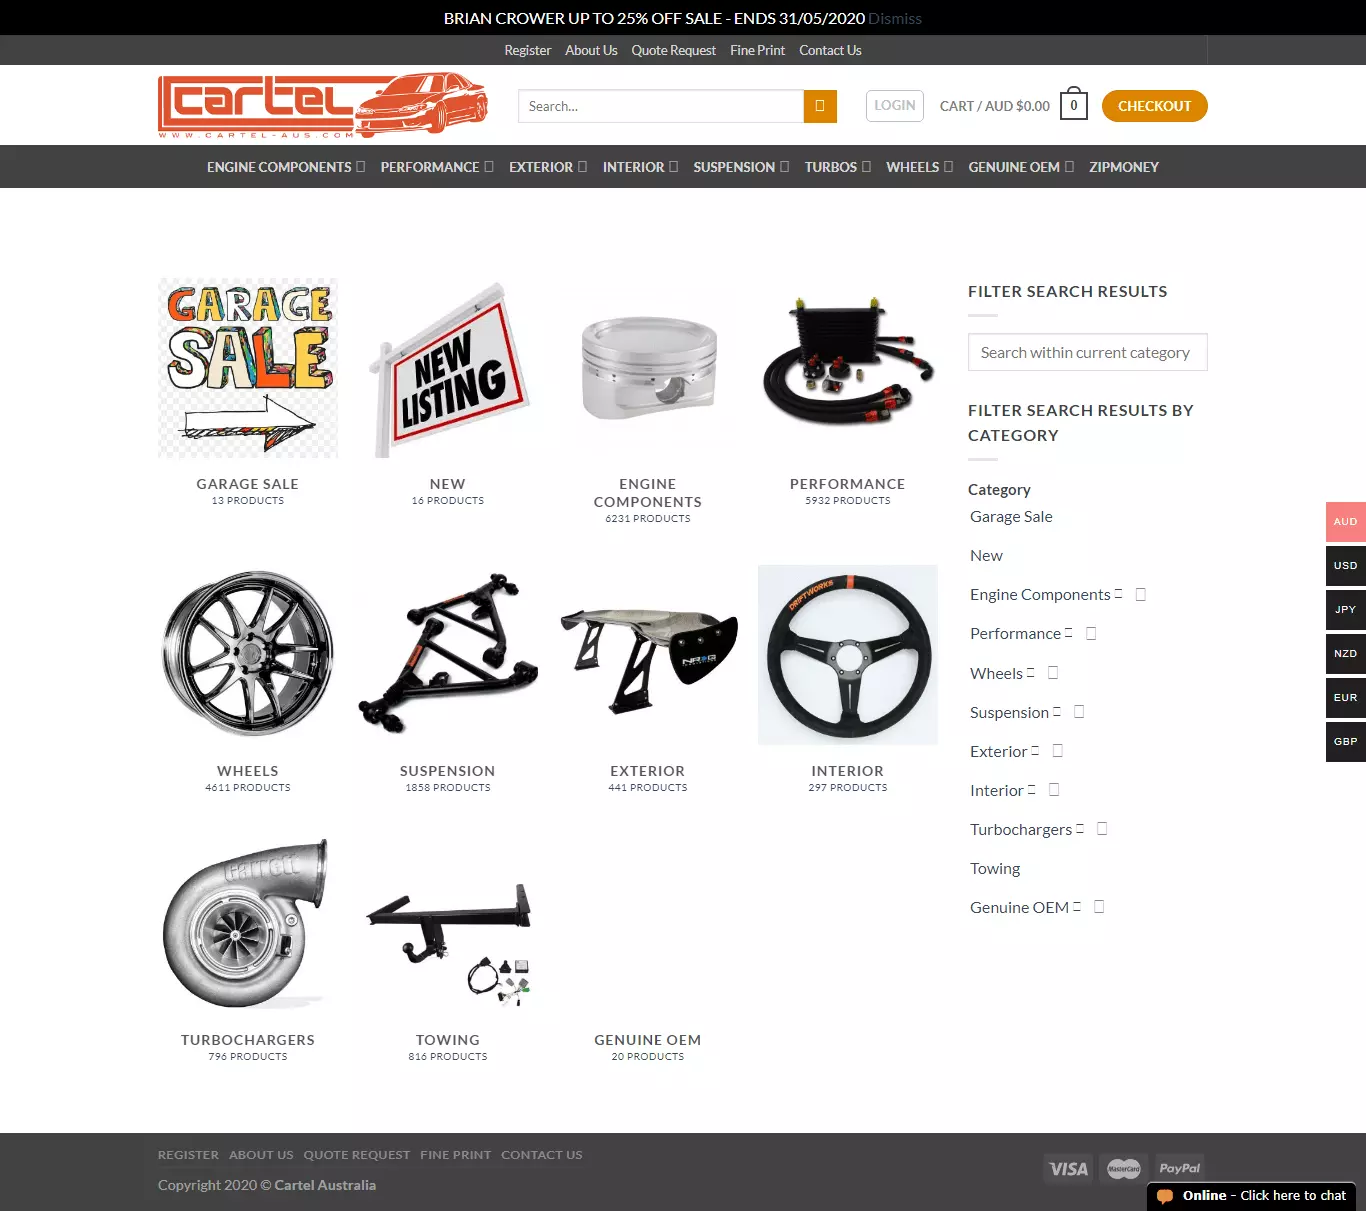 BRIAN CROWER UP TO 25% OFF SALE - ENDS 31/05/2020 Dismiss
Register About Us Quote Request Fine Print Contact Us
cartel
WWW.CARTEL-AUS.COM
Search...
LOGIN
CART / AUD $0.00
0
CHECKOUT
ENGINE COMPONENTS PERFORMANCE EXTERIOR INTERIOR SUSPENSION TURBOS WHEELS GENUINE OEM ZIPMONEY
GARAGE
SALE
NEW
LISTING
GARAGE SALE
13 PRODUCTS
NEW
16 PRODUCTS
ENGINE
COMPONENTS
6231 PRODUCTS
PERFORMANCE
5932 PRODUCTS
DRIFTWORKS
NRG
WHEELS
4611 PRODUCTS
SUSPENSION
1858 PRODUCTS
EXTERIOR
441 PRODUCTS
INTERIOR
297 PRODUCTS
Garrett
TURBOCHARGERS
796 PRODUCTS
TOWING
816 PRODUCTS
GENUINE OEM
20 PRODUCTS
FILTER SEARCH RESULTS
Search within current category
FILTER SEARCH RESULTS BY
CATEGORY
Category
Garage Sale
New
Engine Components
Performance
Wheels
Suspension
Exterior
Interior
Turbochargers
Towing
Genuine OEM
AUD
USD
JPY
NZD
EUR
GBP
REGISTER ABOUT US QUOTE REQUEST FINE PRINT CONTACT US
Copyright 2020 © Cartel Australia
VISA
MasterCard
PayPal
Online - Click here to chat